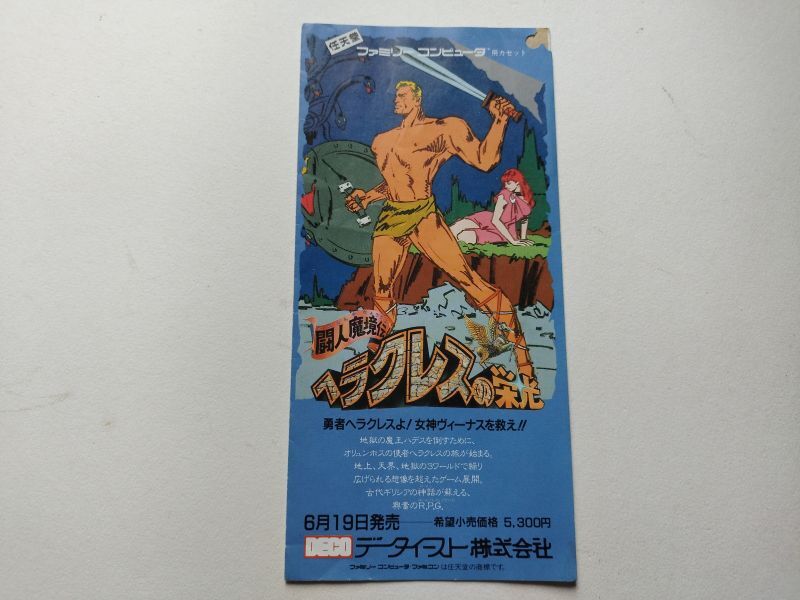 任天堂
ファミリーコンピュータ 用カセット
闘人魔境伝
ヘラクレスの栄光
勇者ヘラクレスよ！女神ヴィーナスを救え!!
地獄の魔王ハデスを倒すために、
オリュンポスの使者ヘラクレスの旅が始まる。
地上、天界、地獄の3ワールドで繰り
広げられる想像を超えたゲーム展開。
古代ギリシアの神話が蘇える、
興奮のR.P.G.
6月19日発売 ── 希望小売価格 5,300円
DECO データイースト株式会社
ファミリーコンピュータ・ファミコンは任天堂の商標です。